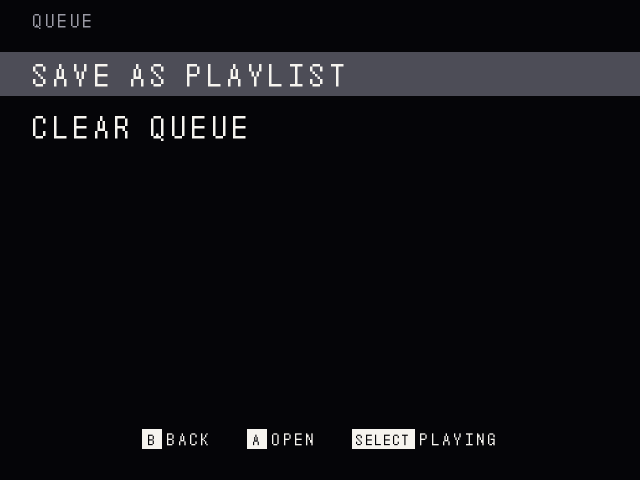 QUEUE
SAVE AS PLAYLIST
CLEAR QUEUE
B BACK A OPEN SELECT PLAYING